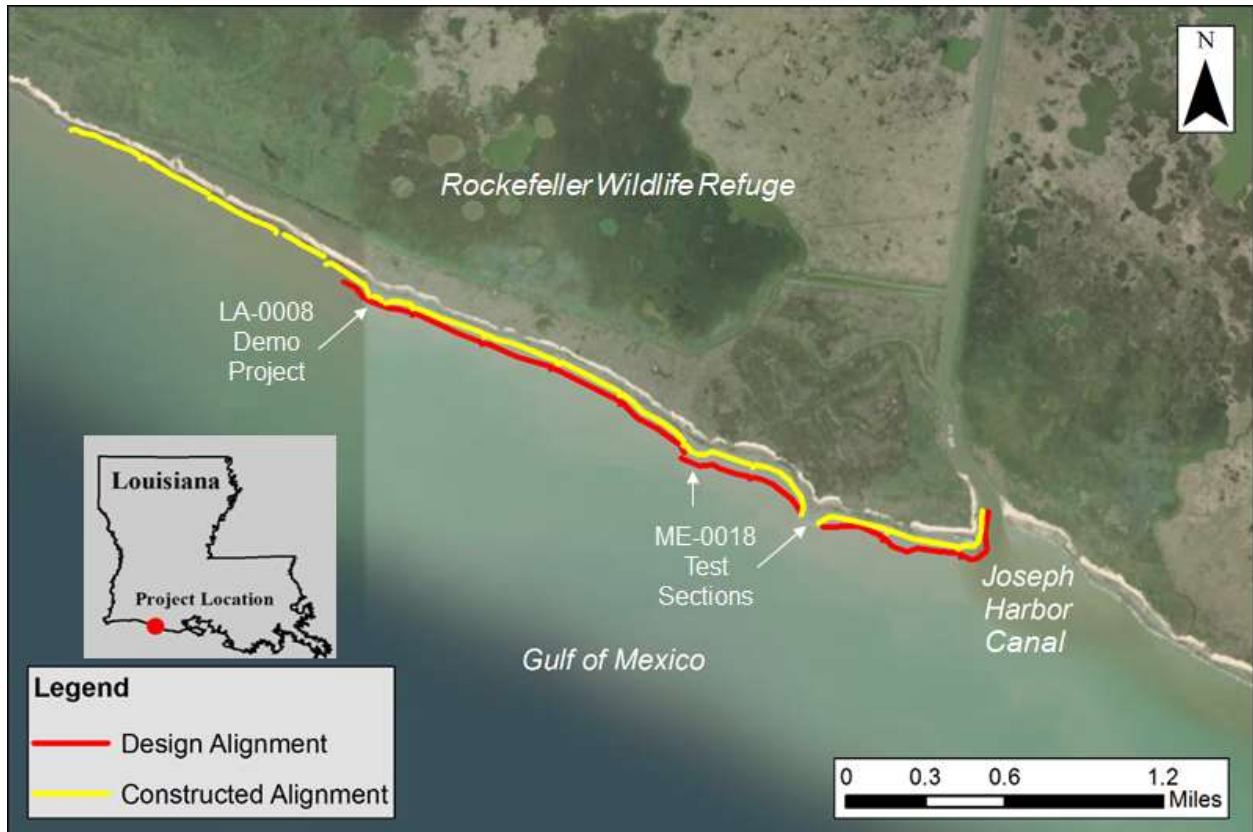 N
Rockefeller Wildlife Refuge
LA-0008
Demo
Project
ME-0018
Test
Sections
Joseph
Harbor
Canal
Gulf of Mexico
Louisiana
Project Location
Legend
Design Alignment
Constructed Alignment
0 0.3 0.6 1.2
Miles